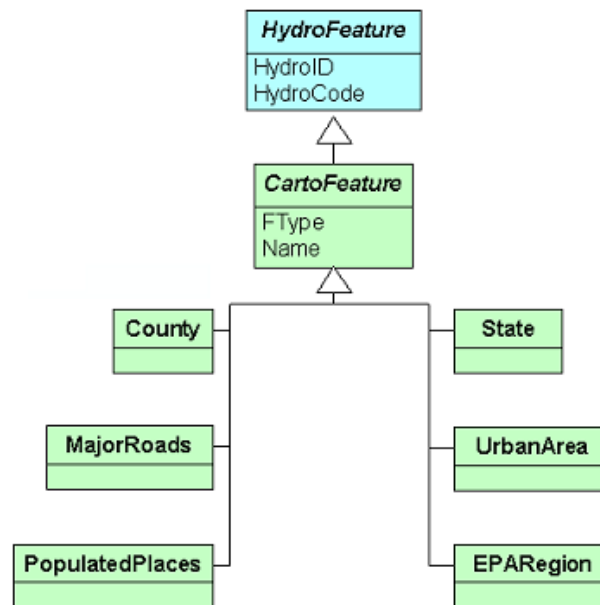 HydroFeature
HydroID
HydroCode
CartoFeature
FType
Name
County
State
MajorRoads
UrbanArea
PopulatedPlaces
EPARegion